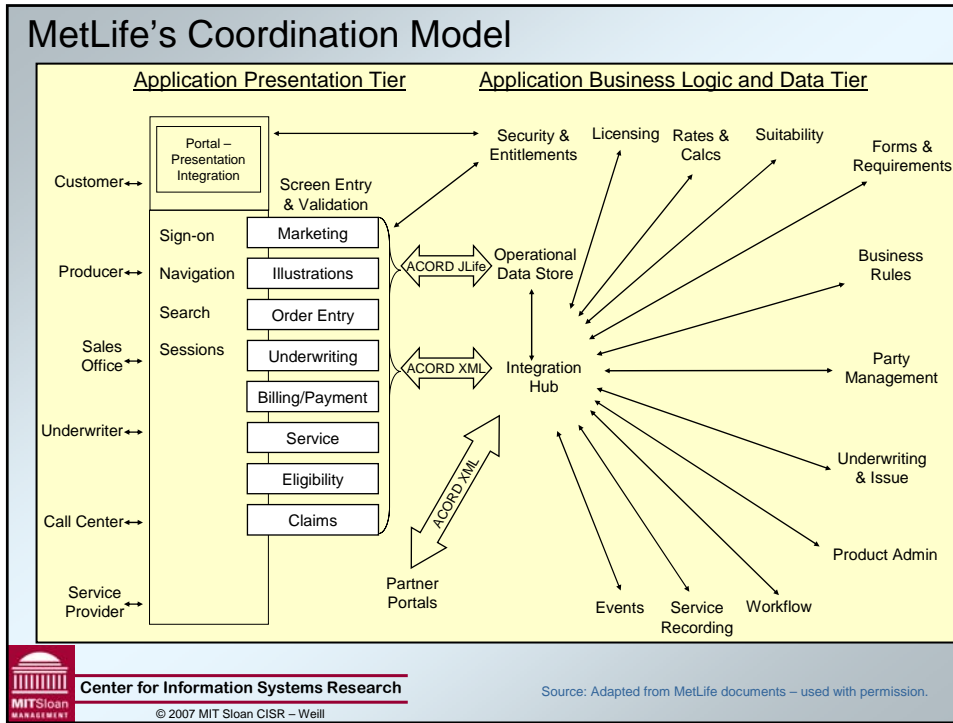 MetLife's Coordination Model
Application Presentation Tier
Application Business Logic and Data Tier
Portal –
Presentation
Integration
Customer
Producer
Sales
Office
Underwriter
Call Center
Service
Provider
Sign-on
Navigation
Search
Sessions
Screen Entry
& Validation
Marketing
Illustrations
Order Entry
Underwriting
Billing/Payment
Service
Eligibility
Claims
ACORD JLife
ACORD XML
ACORD XML
Partner
Portals
Security &
Entitlements
Operational
Data Store
Integration
Hub
Licensing
Rates &
Calcs
Suitability
Forms &
Requirements
Business
Rules
Party
Management
Underwriting
& Issue
Product Admin
Workflow
Service
Recording
Events
MITSloan
MANAGEMENT
Center for Information Systems Research
© 2007 MIT Sloan CISR – Weill
Source: Adapted from MetLife documents – used with permission.